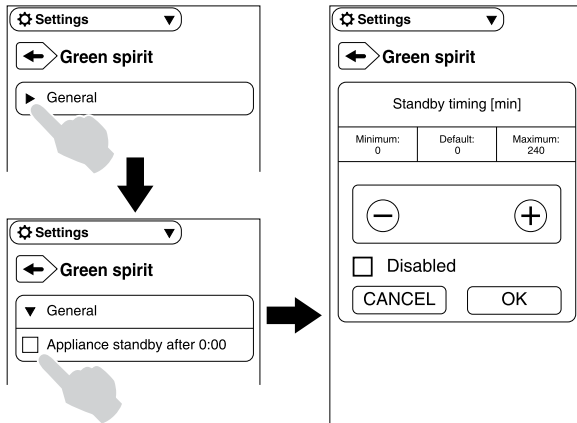 Settings
Green spirit
General
Settings
Green spirit
General
Appliance standby after 0:00
Settings
Green spirit
Standby timing [min]
Minimum:
0
Default:
0
Maximum:
240
Disabled
CANCEL
OK